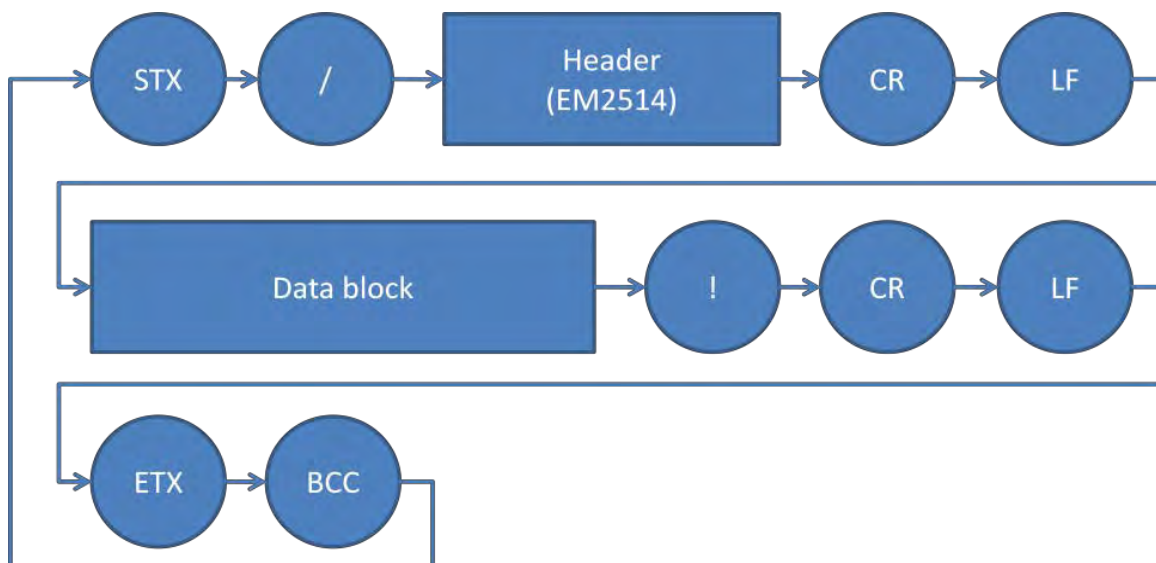 STX
/
Header
(EM2514)
CR
LF
Data block
!
CR
LF
ETX
BCC